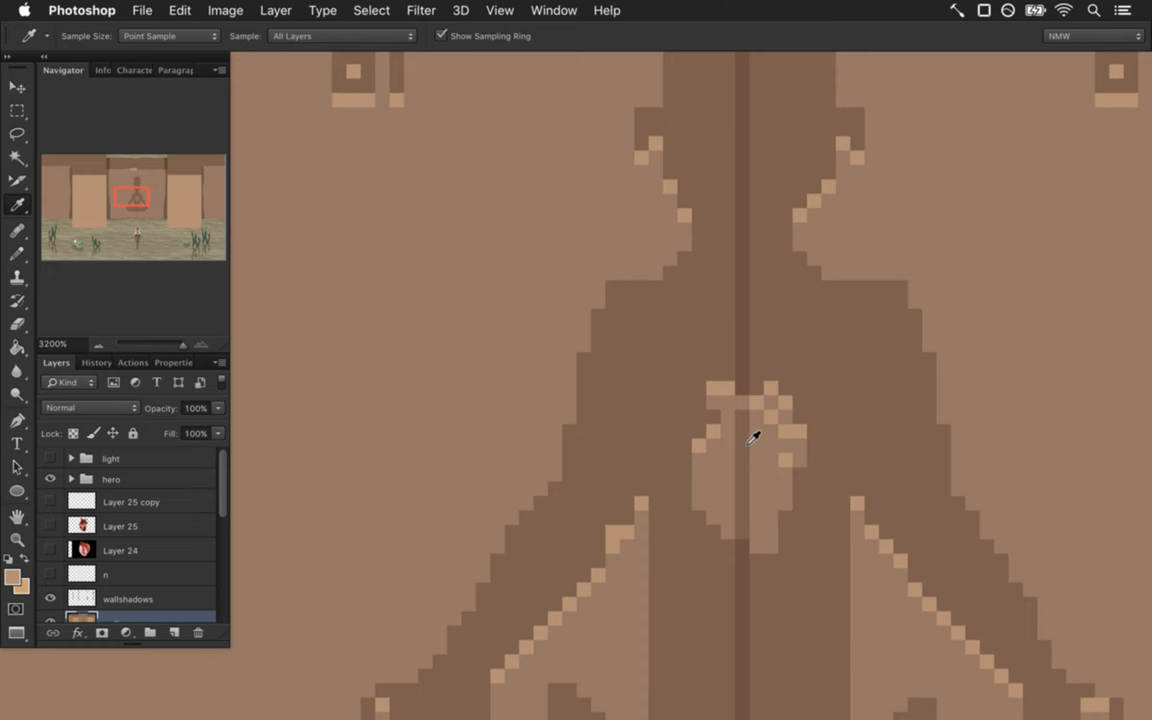 Photoshop File Edit Image Layer Type Select Filter 3D View Window Help
Sample Size: Point Sample Sample: All Layers Show Sampling Ring NMW
Navigator Info Characte Paragrap
3200%
Layers History Actions Propertie
Kind
Normal Opacity: 100%
Lock: Fill: 100%
light
hero
Layer 25 copy
Layer 25
Layer 24
n
wallshadows
fx